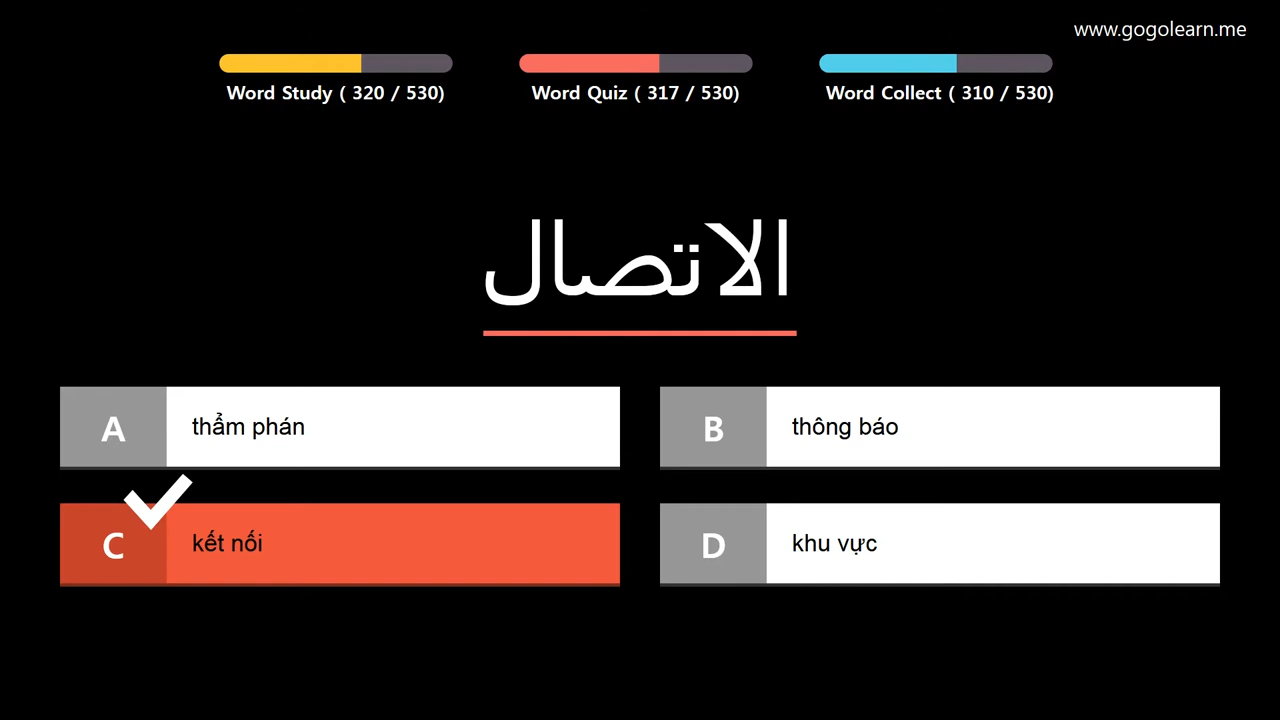 www.gogolearn.me
Word Study ( 320 / 530)
Word Quiz ( 317 / 530)
Word Collect ( 310 / 530)
الاتصال
A
thẩm phán
B
thông báo
C
kết nối
D
khu vực